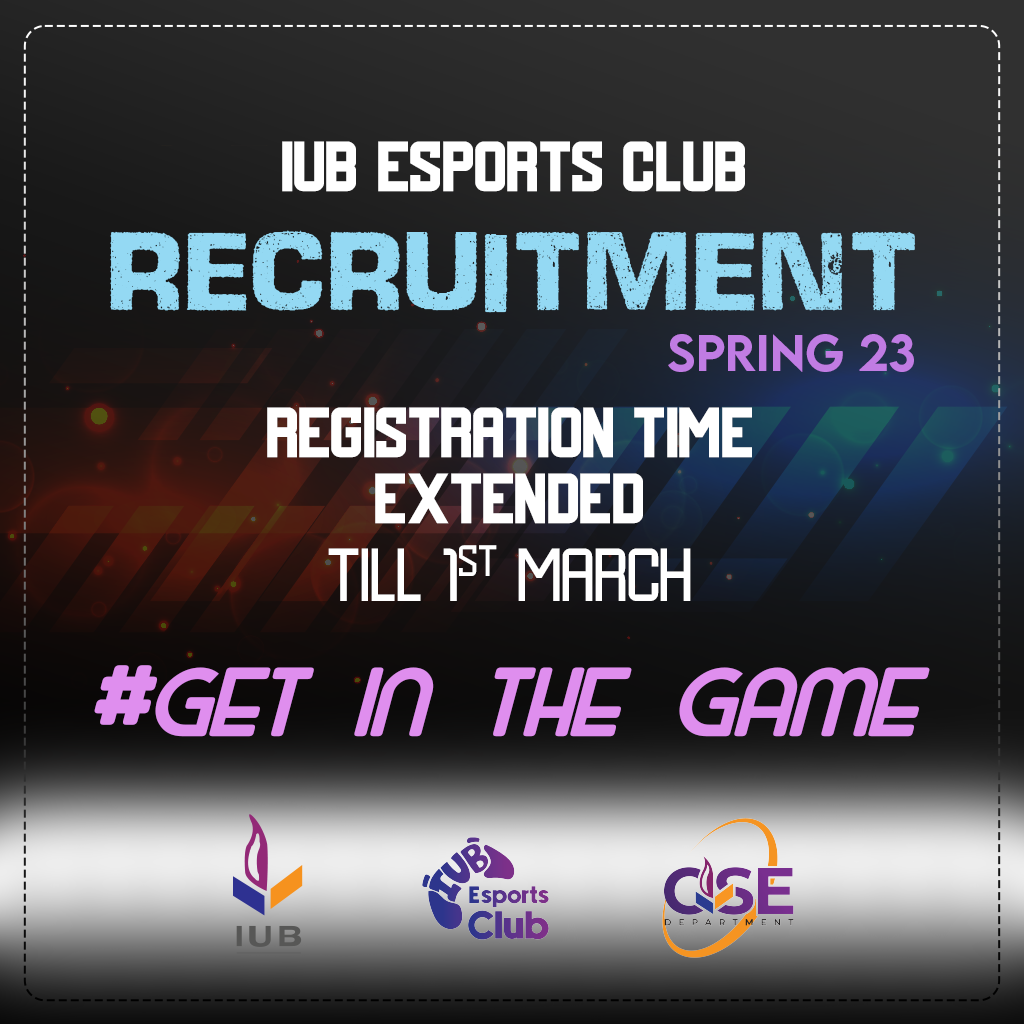 IUB ESPORTS CLUB
RECRUITMENT
SPRING 23
REGISTRATION TIME
EXTENDED
TILL 1ST MARCH
#GET IN THE GAME
IUB
IUB
Esports
Club
CSE
DEPARTMENT